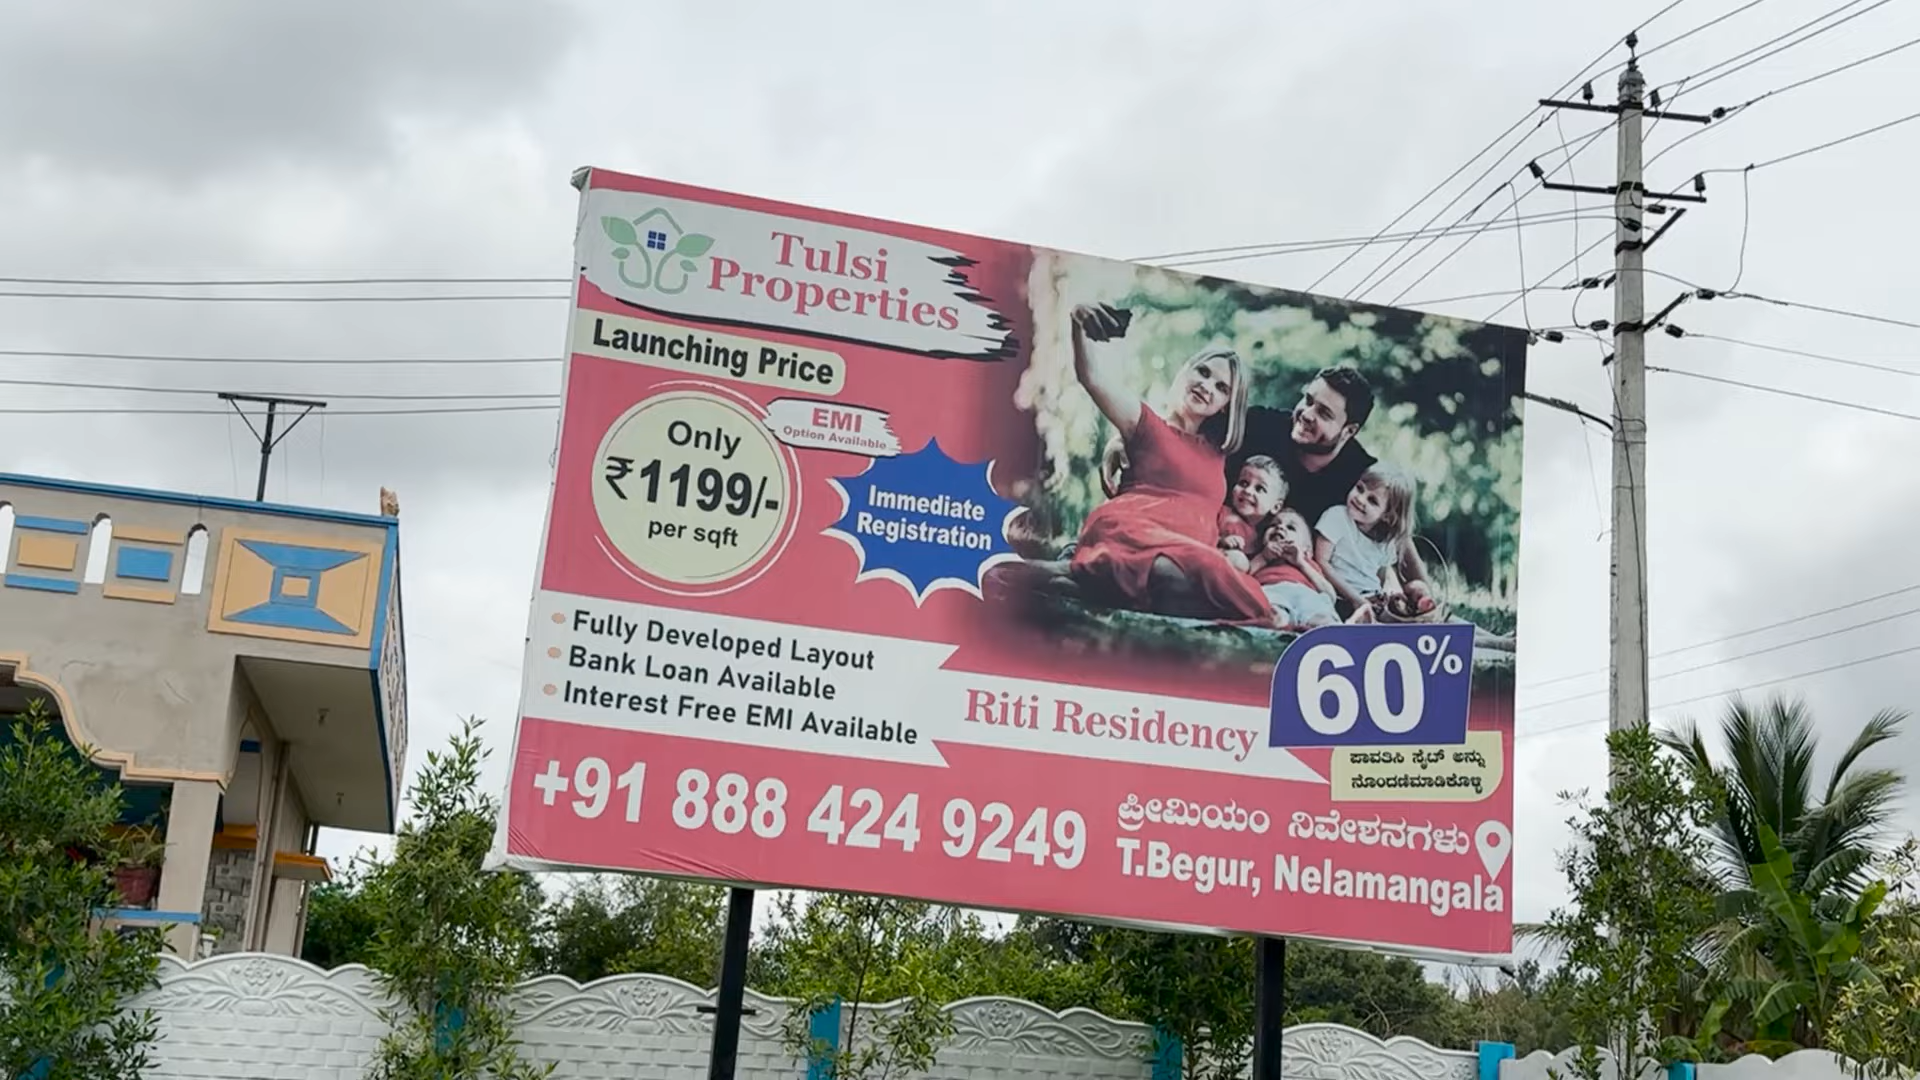 Tulsi
Properties
Launching Price
EMI
Option Available
Only
₹1199/-
per sqft
Immediate
Registration
Fully Developed Layout
Bank Loan Available
Interest Free EMI Available
Riti Residency
60%
ಪಾವತಿಸಿ ಸೈಟ್ ಅನ್ನು
ನೊಂದಣಿಮಾಡಿಕೊಳ್ಳಿ
+91 888 424 9249
ಪ್ರೀಮಿಯಂ ನಿವೇಶನಗಳು
T.Begur, Nelamangala